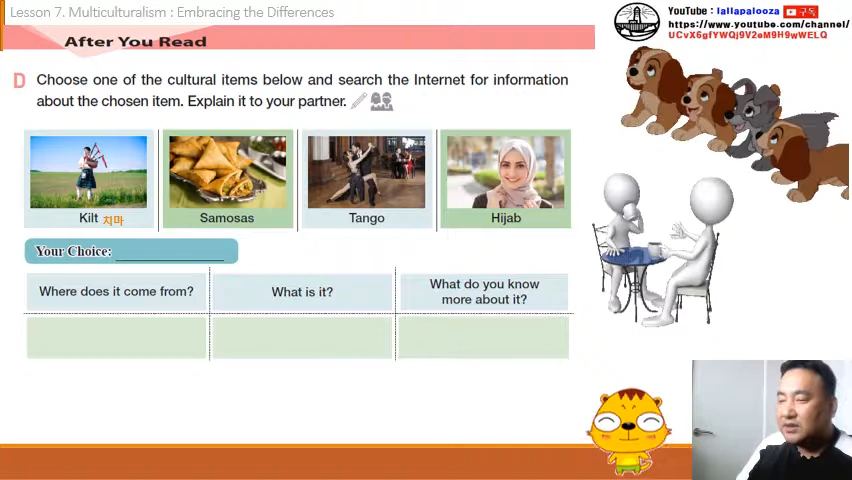 Lesson 7. Multiculturalism : Embracing the Differences
YouTube : lallapalooza 구독
https://www.youtube.com/channel/
UCvX6gfYWQj9V2eM9H9wWELQ
After You Read
D Choose one of the cultural items below and search the Internet for information
about the chosen item. Explain it to your partner.
Kilt 치마
Samosas
Tango
Hijab
Your Choice:
Where does it come from?
What is it?
What do you know
more about it?